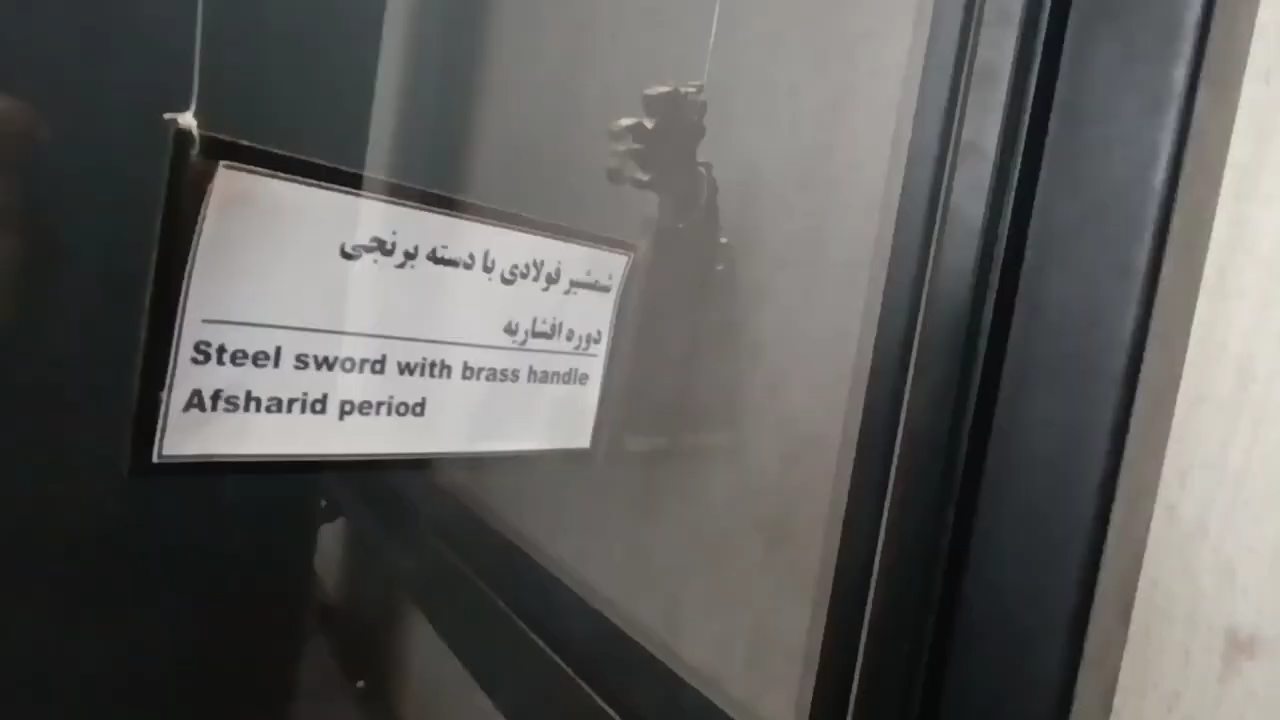 شمشیر فولادی با دسته برنجی
دوره افشاریه
Steel sword with brass handle
Afsharid period